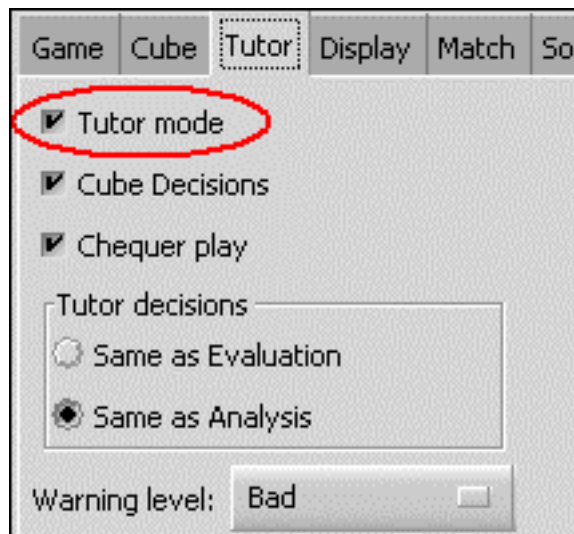 Game Cube Tutor Display Match So
Tutor mode
Cube Decisions
Chequer play
Tutor decisions
Same as Evaluation
Same as Analysis
Warning level: Bad